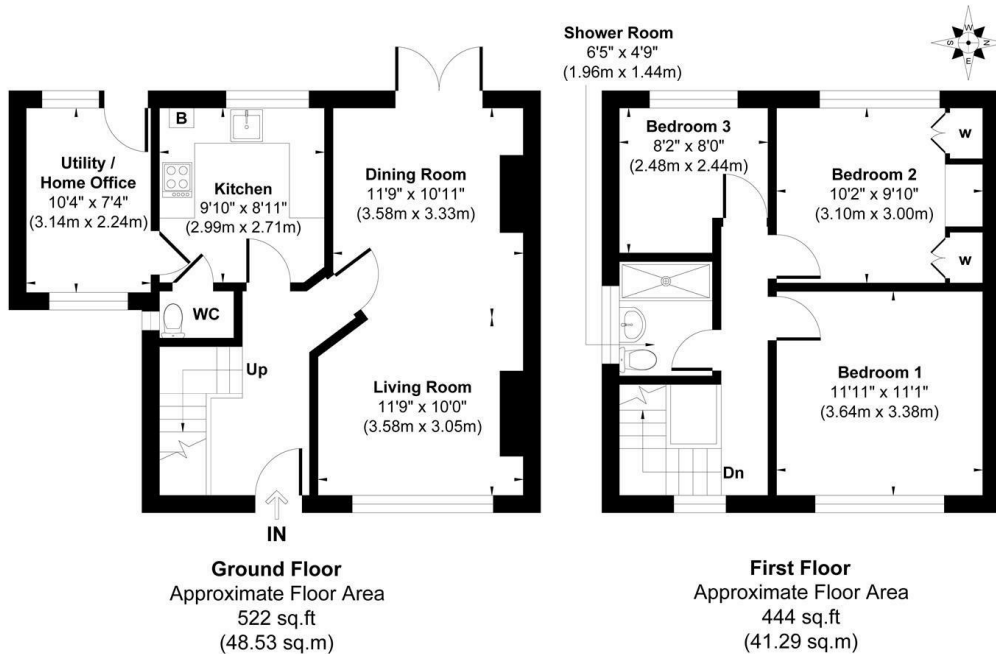 Shower Room
6'5" x 4'9"
(1.96m x 1.44m)
W
S
N
E
Utility /
Home Office
10'4" x 7'4"
(3.14m x 2.24m)
B
Kitchen
9'10" x 8'11"
(2.99m x 2.71m)
Dining Room
11'9" x 10'11"
(3.58m x 3.33m)
WC
Up
Living Room
11'9" x 10'0"
(3.58m x 3.05m)
IN
Bedroom 3
8'2" x 8'0"
(2.48m x 2.44m)
Bedroom 2
10'2" x 9'10"
(3.10m x 3.00m)
W
W
Bedroom 1
11'11" x 11'1"
(3.64m x 3.38m)
Dn
Ground Floor
Approximate Floor Area
522 sq.ft
(48.53 sq.m)
First Floor
Approximate Floor Area
444 sq.ft
(41.29 sq.m)